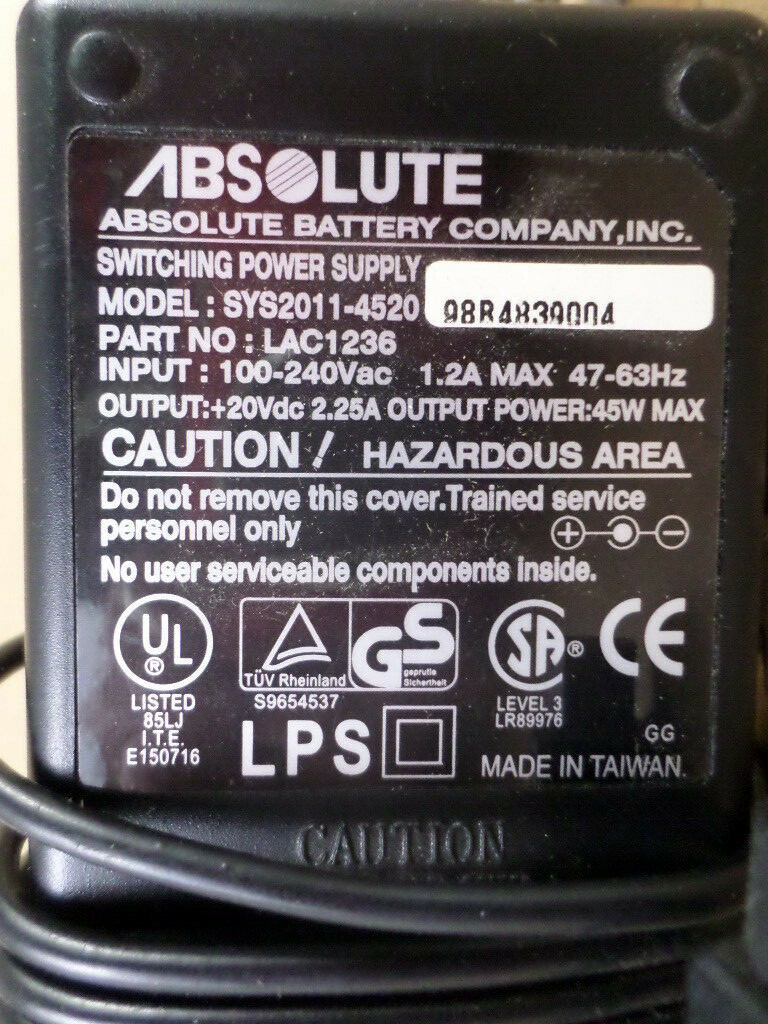 ABSOLUTE
ABSOLUTE BATTERY COMPANY,INC.
SWITCHING POWER SUPPLY
MODEL : SYS2011-4520 98R4839004
PART NO : LAC1236
INPUT : 100-240Vac 1.2A MAX 47-63Hz
OUTPUT:+20Vdc 2.25A OUTPUT POWER:45W MAX
CAUTION! HAZARDOUS AREA
Do not remove this cover.Trained service
personnel only
No user serviceable components inside.
UL ®
LISTED
85LJ
I.T.E.
E150716
TÜV Rheinland
GS
geprüfte
Sicherheit
S9654537
SA ®
LEVEL 3
LR89976
CE
LPS
GG
MADE IN TAIWAN.
CAUTION